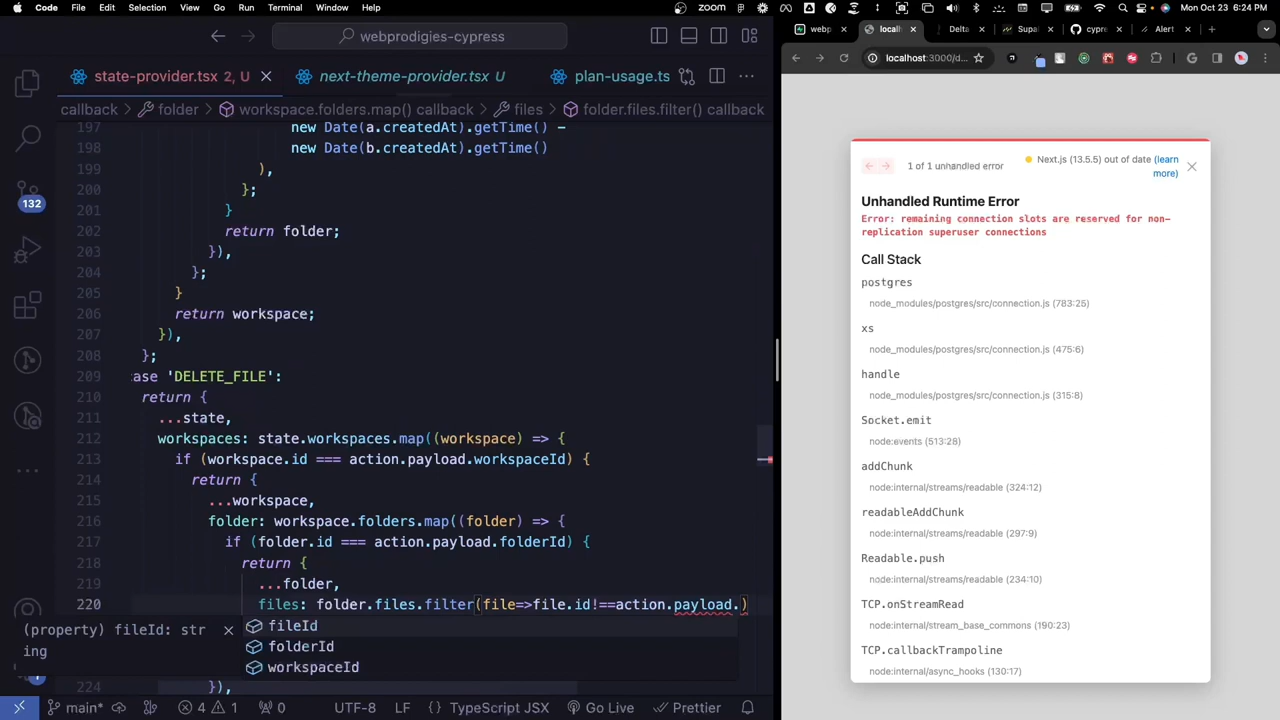 Code File Edit Selection View Go Run Terminal Window Help ZOOM Mon Oct 23 6:24 PM
webprodigies-cypress
webp
localh
Delta
Supal
cypre
Alert
localhost:3000/d...
state-provider.tsx 2, U
next-theme-provider.tsx U
plan-usage.ts
callback > folder > workspace.folders.map() callback > files > folder.files.filter() callback
197 new Date(a.createdAt).getTime() -
198 new Date(b.createdAt).getTime()
199 ),
200 };
201 }
202 return folder;
203 }),
204 };
205 }
206 return workspace;
207 }),
208 };
209 ase 'DELETE_FILE':
210 return {
211 ...state,
212 workspaces: state.workspaces.map((workspace) => {
213 if (workspace.id === action.payload.workspaceId) {
214 return {
215 ...workspace,
216 folder: workspace.folders.map((folder) => {
217 if (folder.id === action.payload.folderId) {
218 return {
219 ...folder,
220 files: folder.files.filter(file=>file.id!==action.payload.)
(property) fileId: str
ing
fileId
folderId
workspaceId
224 }),
132
1
main* 4 1 0 UTF-8 LF {} TypeScript JSX Go Live Prettier
1 of 1 unhandled error
Next.js (13.5.5) out of date (learn
more)
Unhandled Runtime Error
Error: remaining connection slots are reserved for non-
replication superuser connections
Call Stack
postgres
node_modules/postgres/src/connection.js (783:25)
xs
node_modules/postgres/src/connection.js (475:6)
handle
node_modules/postgres/src/connection.js (315:8)
Socket.emit
node:events (513:28)
addChunk
node:internal/streams/readable (324:12)
readableAddChunk
node:internal/streams/readable (297:9)
Readable.push
node:internal/streams/readable (234:10)
TCP.onStreamRead
node:internal/stream_base_commons (190:23)
TCP.callbackTrampoline
node:internal/async_hooks (130:17)